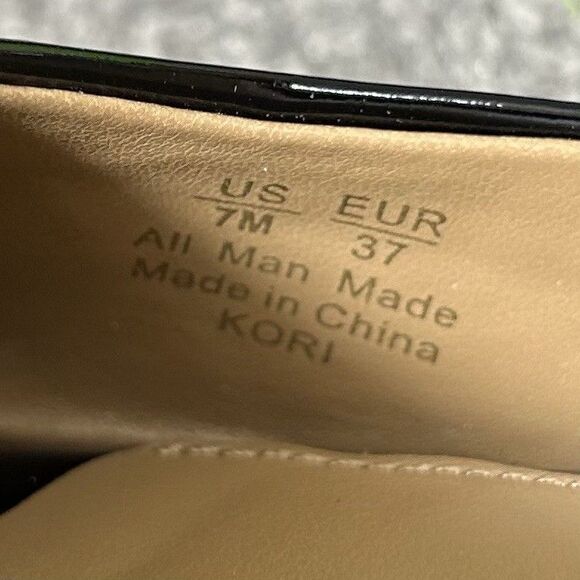 US EUR
7M 37
All Man Made
Made in China
KORI